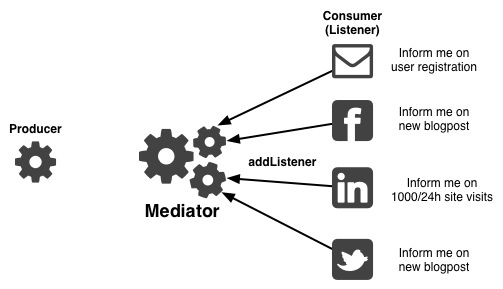 Consumer
(Listener)
Inform me on
user registration
Producer
Inform me on
new blogpost
addListener
Mediator
Inform me on
1000/24h site visits
Inform me on
new blogpost